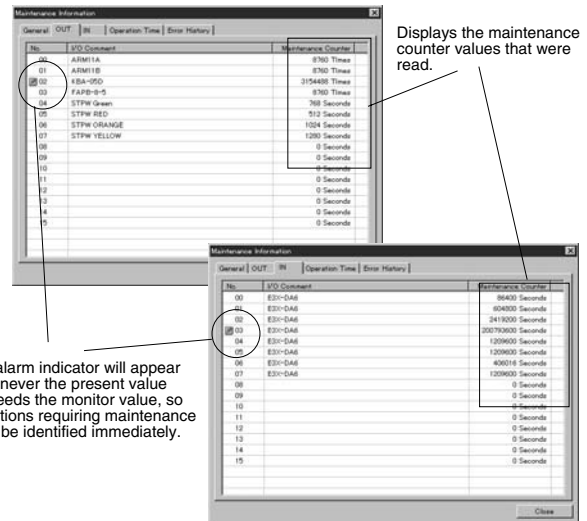 Maintenance Information
General OUT IN Operation Time Error History
No. I/O Comment Maintenance Counter
00 ARM11A 8760 Times
01 ARM11B 8760 Times
02 KBA-05D 3154488 Times
03 FAPB-8-5 8760 Times
04 STPW Green 768 Seconds
05 STPW RED 512 Seconds
06 STPW ORANGE 1024 Seconds
07 STPW YELLOW 1280 Seconds
08 0 Seconds
09 0 Seconds
10 0 Seconds
11 0 Seconds
12 0 Seconds
13 0 Seconds
14 0 Seconds
15 0 Seconds
Displays the maintenance
counter values that were
read.
Maintenance Information
General OUT IN Operation Time Error History
No. I/O Comment Maintenance Counter
00 E3X-DA6 86400 Seconds
01 E3X-DA6 604800 Seconds
02 E3X-DA6 2419200 Seconds
03 E3X-DA6 200793600 Seconds
04 E3X-DA6 1209600 Seconds
05 E3X-DA6 1209600 Seconds
06 E3X-DA6 406016 Seconds
07 E3X-DA6 1209600 Seconds
08 0 Seconds
09 0 Seconds
10 0 Seconds
11 0 Seconds
12 0 Seconds
13 0 Seconds
14 0 Seconds
15 0 Seconds
Close
alarm indicator will appear
never the present value
eeds the monitor value, so
tions requiring maintenance
be identified immediately.